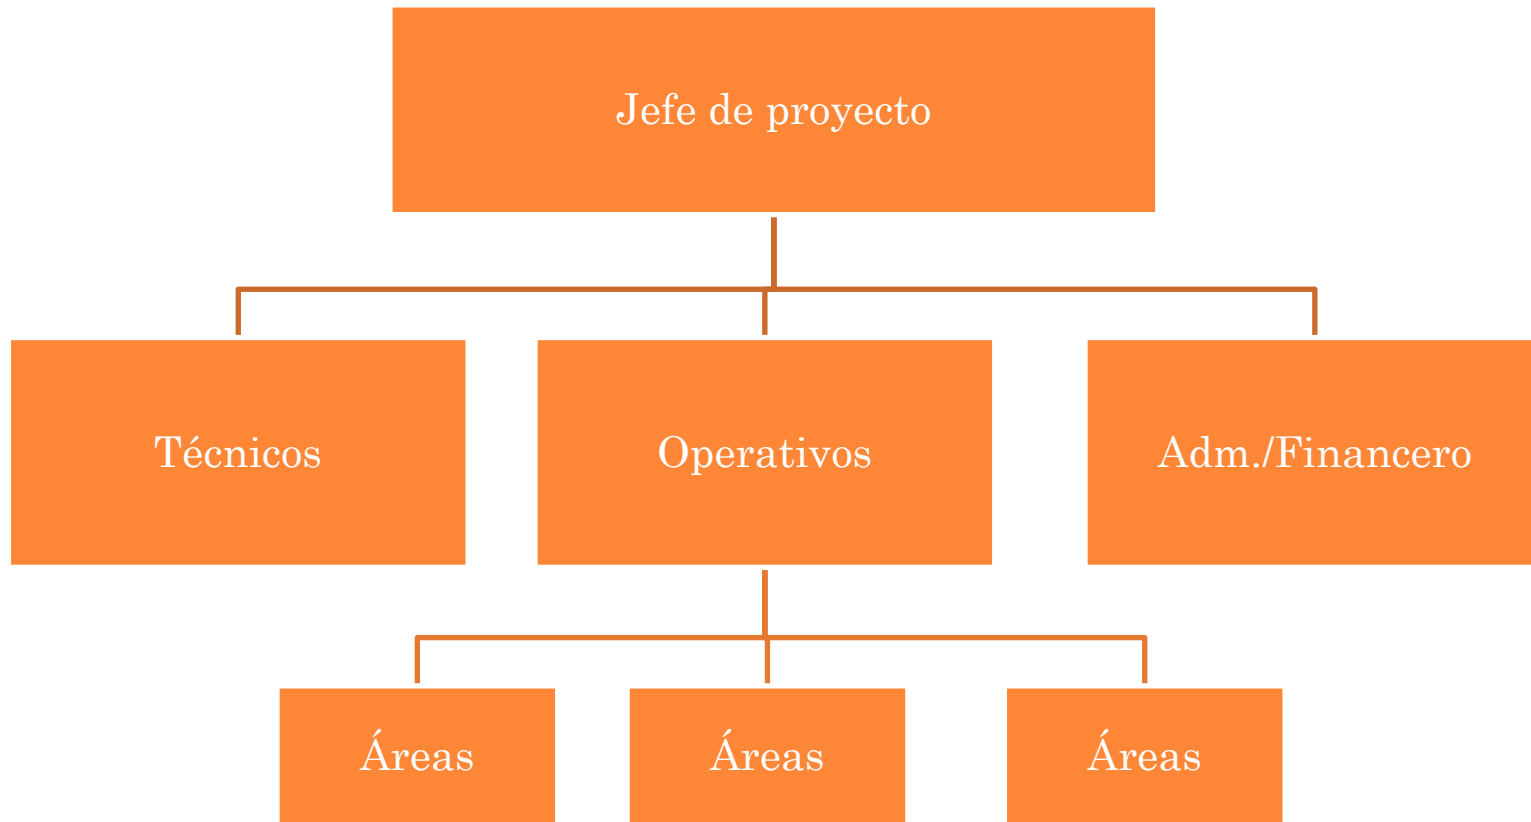 Jefe de proyecto
Técnicos
Operativos
Adm./Financero
Áreas
Áreas
Áreas